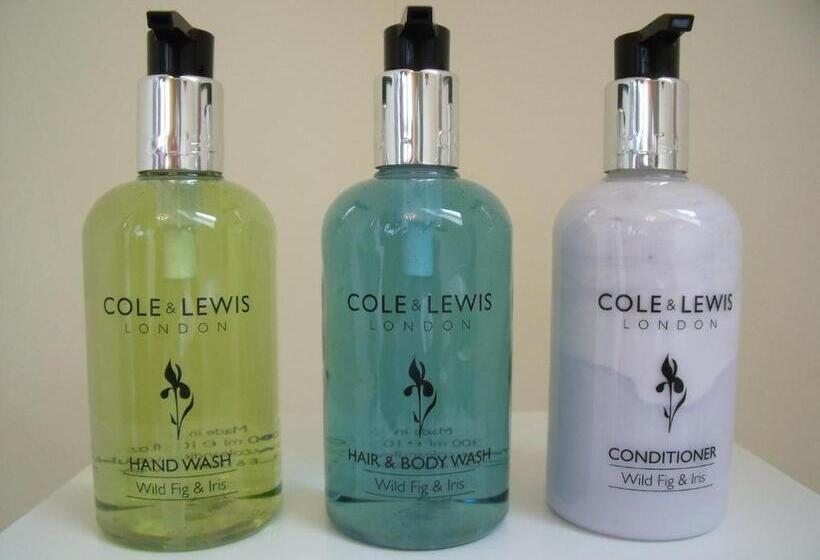 COLE & LEWIS
LONDON
HAND WASH
Wild Fig & Iris
COLE & LEWIS
LONDON
HAIR & BODY WASH
Wild Fig & Iris
COLE & LEWIS
LONDON
CONDITIONER
Wild Fig & Iris